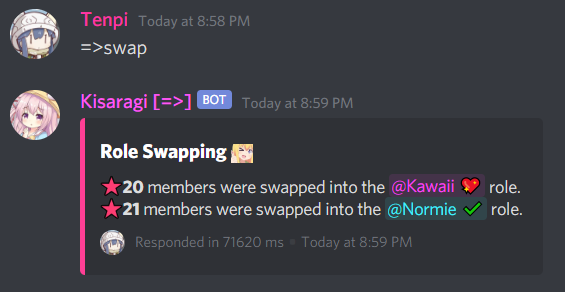 Tenpi Today at 8:58 PM
=>swap
Kisaragi [=>] BOT Today at 8:59 PM
Role Swapping
20 members were swapped into the @Kawaii 💖 role.
21 members were swapped into the @Normie ✓ role.
Responded in 71620 ms • Today at 8:59 PM